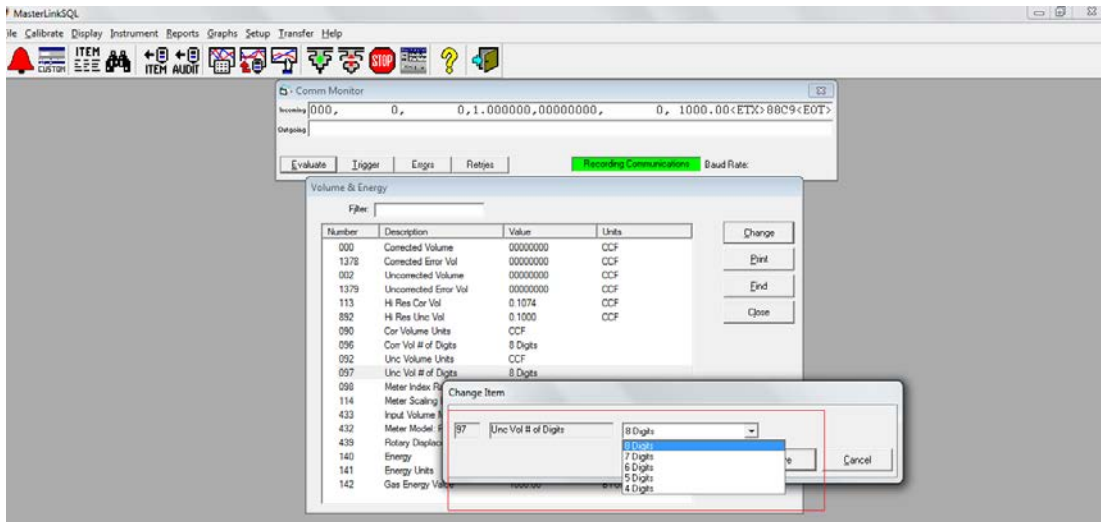 MasterLinkSQL
ile Calibrate Display Instrument Reports Graphs Setup Transfer Help
CUSTOM ITEM ITEM AUDIT STOP
Comm Monitor
Incoming 000, 0, 0,1.000000,00000000, 0, 1000.00<ETX>88C9<EOT>
Outgoing
Evaluate Trigger Errors Retries Recording Communications Baud Rate:
Volume & Energy
Filter:
Number Description Value Units
000 Corrected Volume 00000000 CCF
1378 Corrected Error Vol 00000000 CCF
002 Uncorrected Volume 00000000 CCF
1379 Uncorrected Error Vol 00000000 CCF
113 Hi Res Cor Vol 0.1074 CCF
892 Hi Res Unc Vol 0.1000 CCF
090 Cor Volume Units CCF
096 Corr Vol # of Digits 8 Digits
092 Unc Volume Units CCF
097 Unc Vol # of Digits 8 Digits
098 Meter Index Ra
114 Meter Scaling
433 Input Volume
432 Meter Model:
439 Rotary Displac
140 Energy
141 Energy Units
142 Gas Energy Value 1000.00
Change
Print
Find
Close
Change Item
97 Unc Vol # of Digits 8 Digits
8 Digits
7 Digits
6 Digits
5 Digits
4 Digits
Cancel